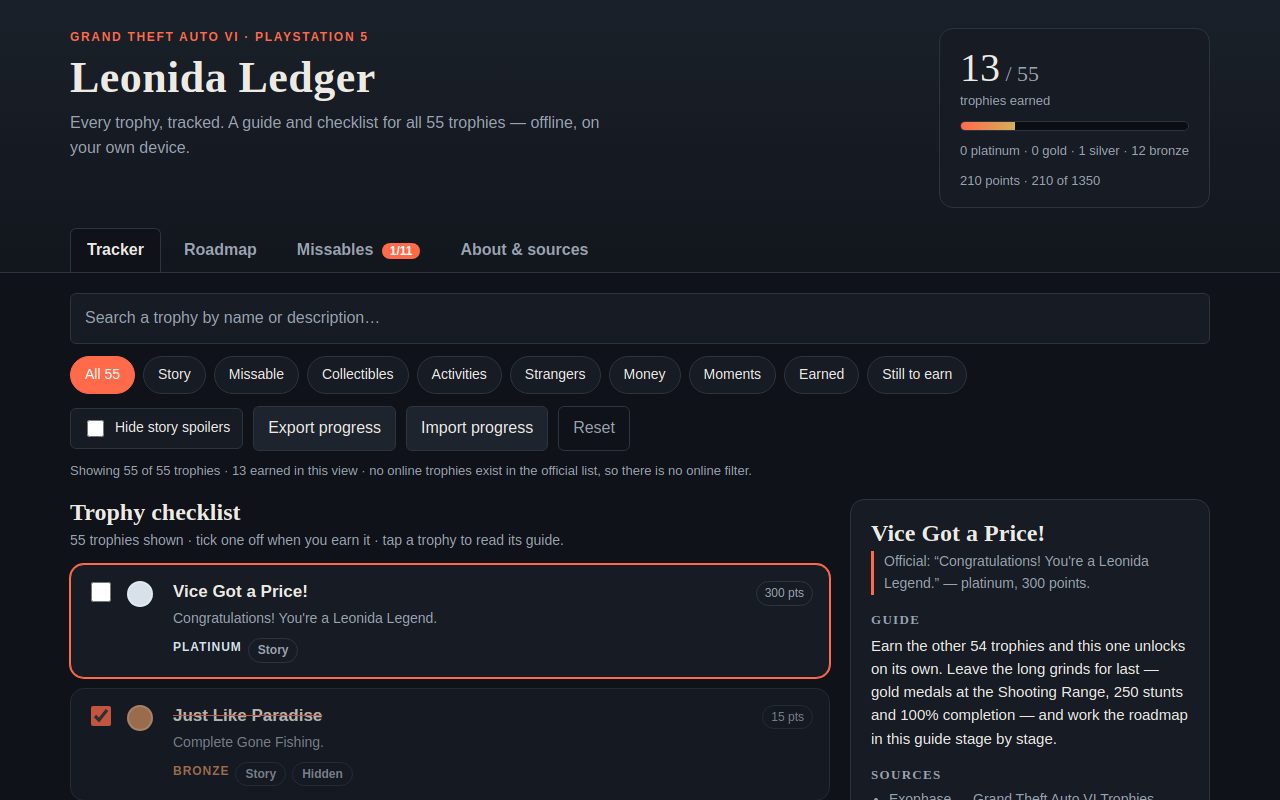 GRAND THEFT AUTO VI · PLAYSTATION 5
Leonida Ledger
Every trophy, tracked. A guide and checklist for all 55 trophies — offline, on
your own device.
13 / 55
trophies earned
0 platinum · 0 gold · 1 silver · 12 bronze
210 points · 210 of 1350
Tracker Roadmap Missables 1/11 About & sources
Search a trophy by name or description…
All 55 Story Missable Collectibles Activities Strangers Money Moments Earned Still to earn
Hide story spoilers Export progress Import progress Reset
Showing 55 of 55 trophies · 13 earned in this view · no online trophies exist in the official list, so there is no online filter.
Trophy checklist
55 trophies shown · tick one off when you earn it · tap a trophy to read its guide.
Vice Got a Price! 300 pts
Congratulations! You're a Leonida Legend.
PLATINUM Story
Just Like Paradise 15 pts
Complete Gone Fishing.
BRONZE Story Hidden
Vice Got a Price!
Official: “Congratulations! You're a Leonida
Legend.” — platinum, 300 points.
GUIDE
Earn the other 54 trophies and this one unlocks
on its own. Leave the long grinds for last —
gold medals at the Shooting Range, 250 stunts
and 100% completion — and work the roadmap
in this guide stage by stage.
SOURCES
Exophase — Grand Theft Auto VI Trophies